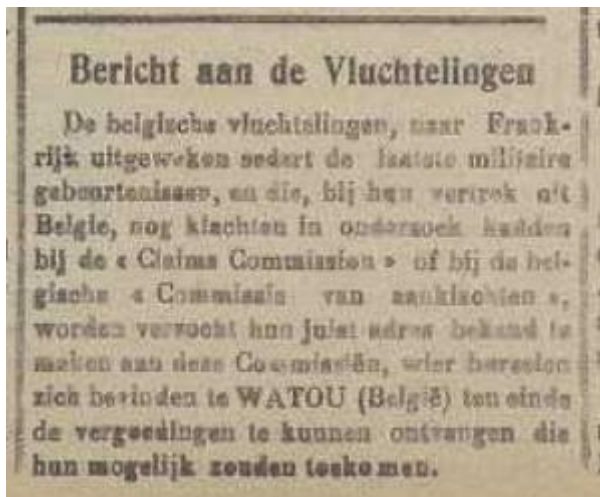 Bericht aan de Vluchtelingen
De belgische vluchtelingen, naar Frank-
rijk uitgeweken sedert de laatste militaire
gebeurtenissen, en die, bij hun vertrek uit
Belgie, nog klachten in onderzoek hadden
bij de « Claims Commission » of bij de bel-
gische « Commissie van aanklachten »,
worden verzocht hun juist adres bekend te
maken aan deze Commissiën, wier bureelen
zich bevinden te WATOU (België) ten einde
de vergoedingen te kunnen ontvangen die
hun mogelijk zouden toekomen.